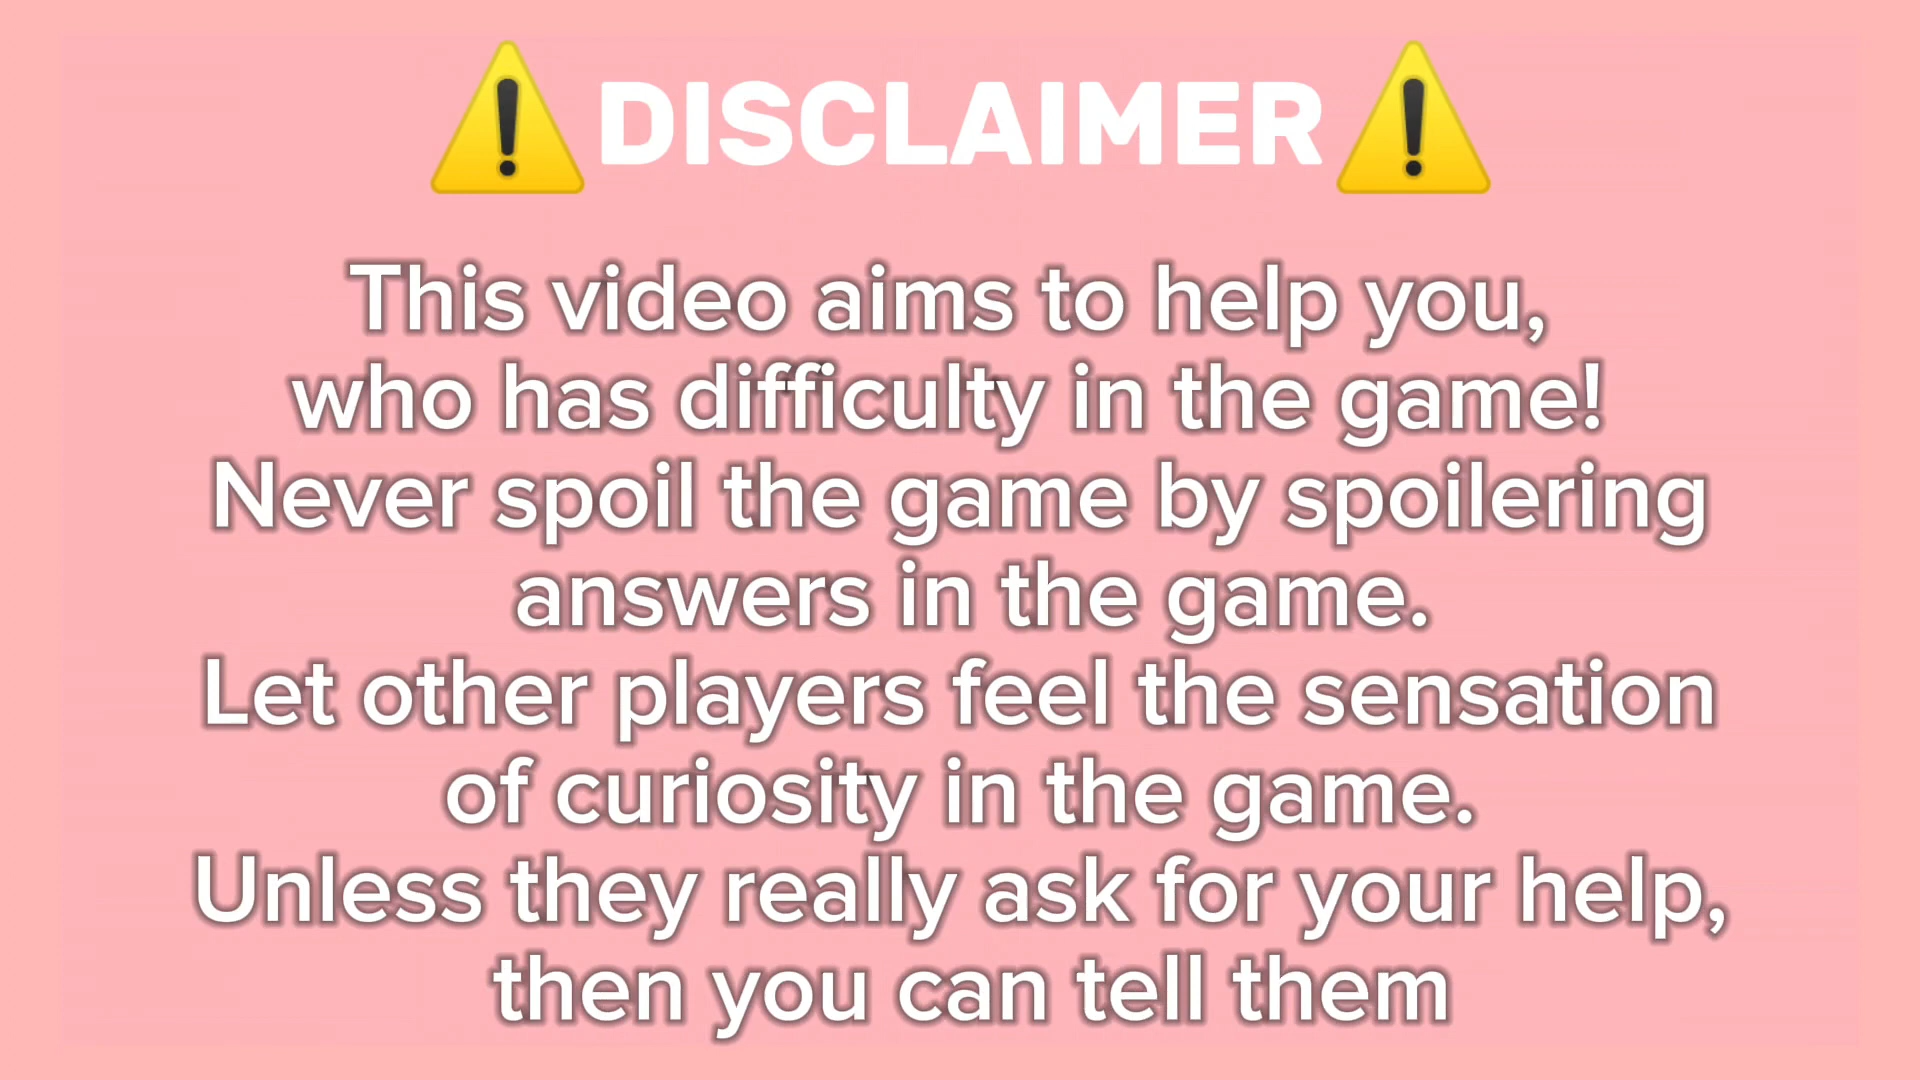 ⚠️DISCLAIMER⚠️
This video aims to help you,
who has difficulty in the game!
Never spoil the game by spoilering
answers in the game.
Let other players feel the sensation
of curiosity in the game.
Unless they really ask for your help,
then you can tell them